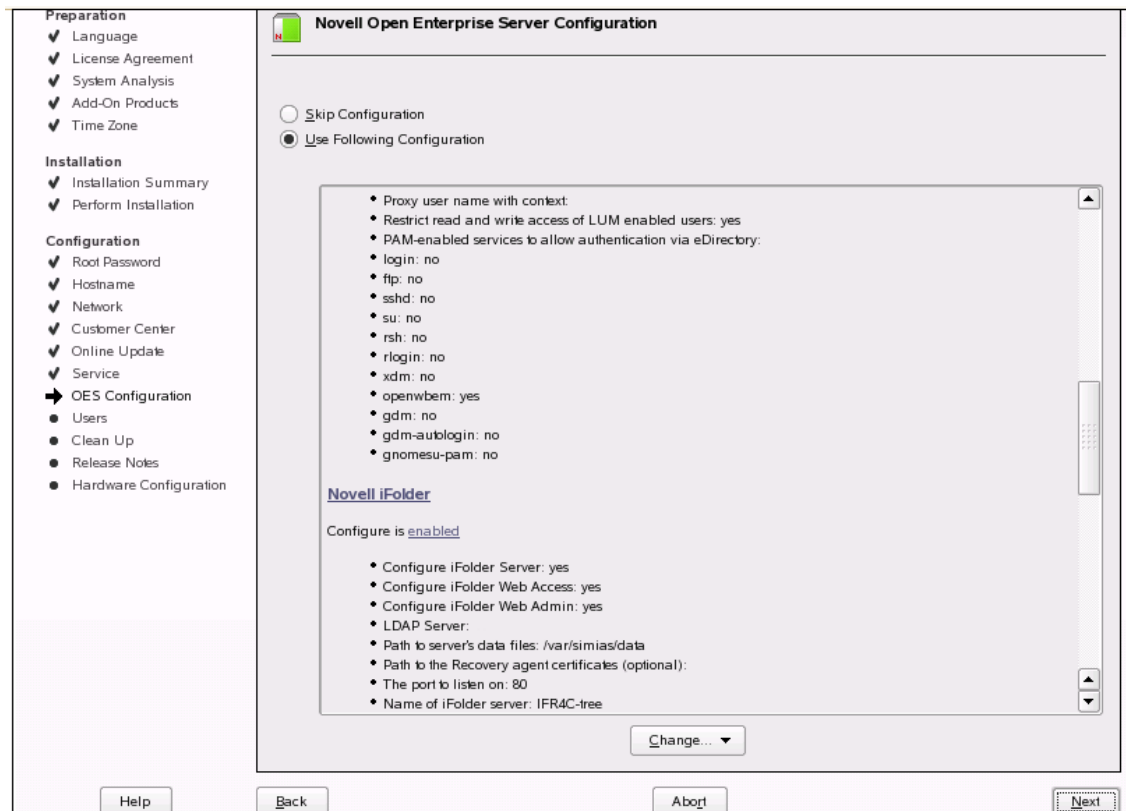 Preparation
Language
License Agreement
System Analysis
Add-On Products
Time Zone
Installation
Installation Summary
Perform Installation
Configuration
Root Password
Hostname
Network
Customer Center
Online Update
Service
OES Configuration
Users
Clean Up
Release Notes
Hardware Configuration
N
Novell Open Enterprise Server Configuration
Skip Configuration
Use Following Configuration
Proxy user name with context:
Restrict read and write access of LUM enabled users: yes
PAM-enabled services to allow authentication via eDirectory:
login: no
ftp: no
sshd: no
su: no
rsh: no
rlogin: no
xdm: no
openwbem: yes
gdm: no
gdm-autologin: no
gnomesu-pam: no
Novell iFolder
Configure is enabled
Configure iFolder Server: yes
Configure iFolder Web Access: yes
Configure iFolder Web Admin: yes
LDAP Server:
Path to server's data files: /var/simias/data
Path to the Recovery agent certificates (optional):
The port to listen on: 80
Name of iFolder server: IFR4C-tree
Change...
Help
Back
Abort
Next